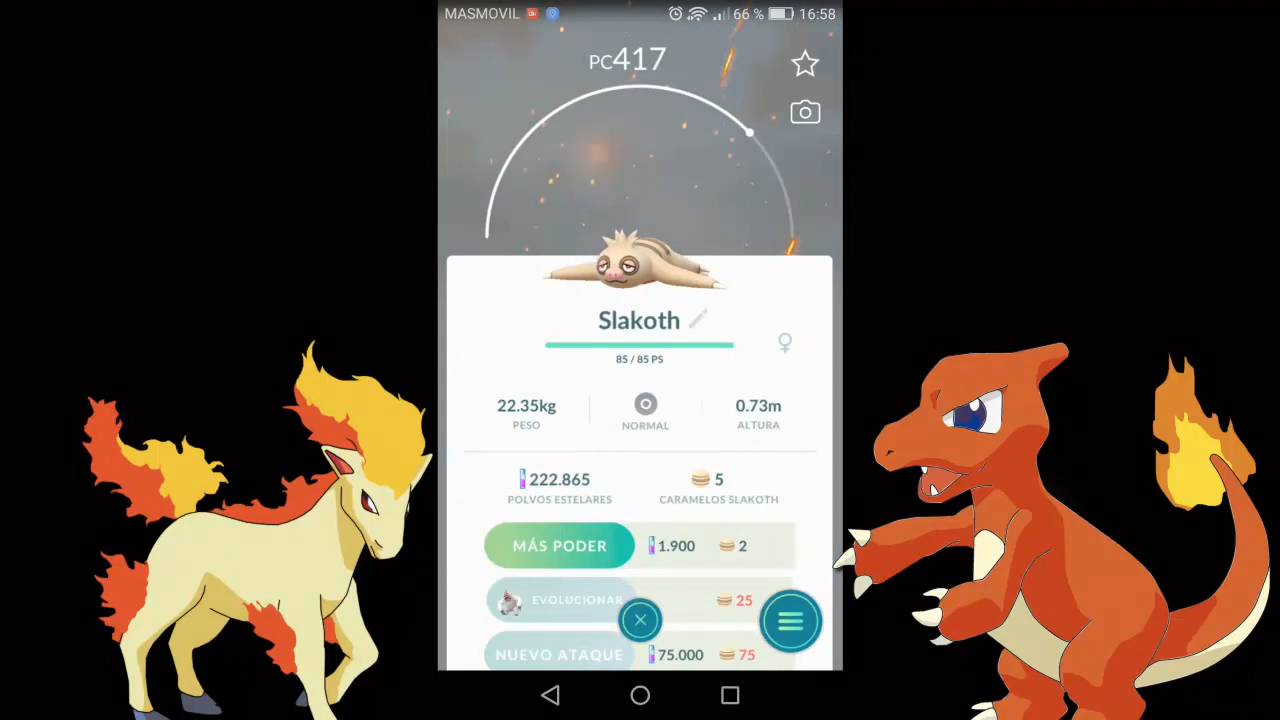 MASMOVIL 66 % 16:58
PC417
Slakoth
85 / 85 PS
22.35kg 0.73m
PESO NORMAL ALTURA
222.865 5
POLVOS ESTELARES CARAMELOS SLAKOTH
MÁS PODER 1.900 2
EVOLUCIONAR 25
NUEVO ATAQUE 75.000 75